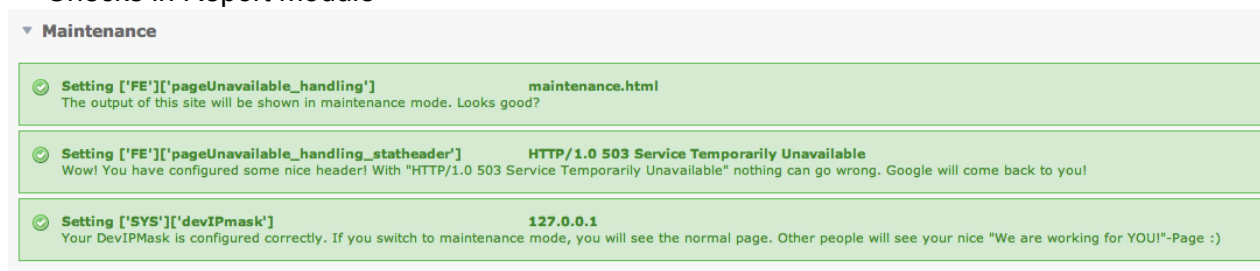 Checks in Report module
Maintenance
Setting ['FE']['pageUnavailable_handling'] maintenance.html
The output of this site will be shown in maintenance mode. Looks good?
Setting ['FE']['pageUnavailable_handling_statheader'] HTTP/1.0 503 Service Temporarily Unavailable
Wow! You have configured some nice header! With "HTTP/1.0 503 Service Temporarily Unavailable" nothing can go wrong. Google will come back to you!
Setting ['SYS']['devIPmask'] 127.0.0.1
Your DevIPMask is configured correctly. If you switch to maintenance mode, you will see the normal page. Other people will see your nice "We are working for YOU!"-Page :)